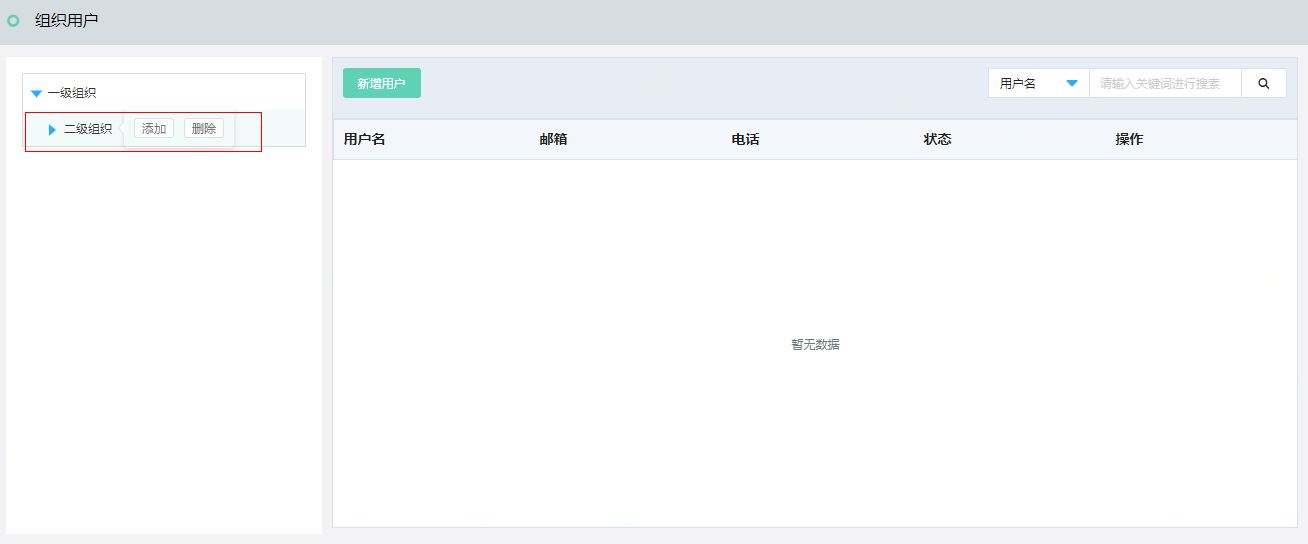 组织用户
一级组织
二级组织 添加 删除
新增用户 用户名 请输入关键词进行搜索
用户名 邮箱 电话 状态 操作
暂无数据